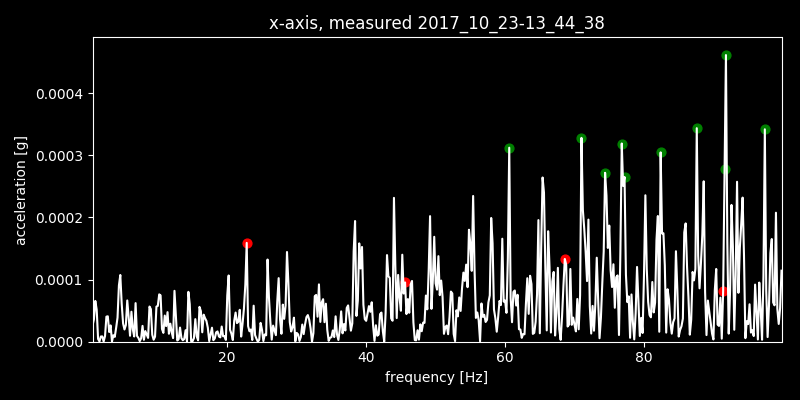 x-axis, measured 2017_10_23-13_44_38
acceleration [g]
0.0004
0.0003
0.0002
0.0001
0.0000
20 40 60 80
frequency [Hz]